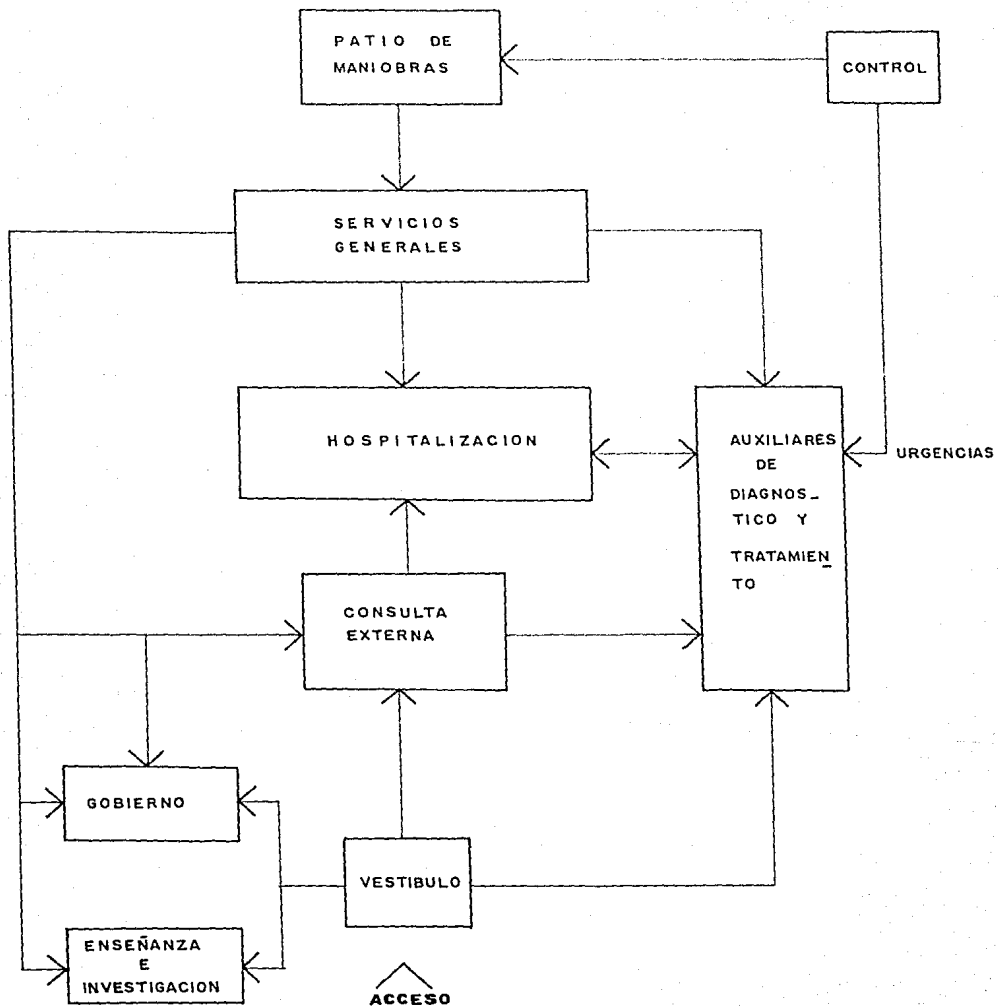 PATIO DE
MANIOBRAS
CONTROL
SERVICIOS
GENERALES
HOSPITALIZACION
AUXILIARES
DE
DIAGNOS_
TICO Y
TRATAMIEN
TO
URGENCIAS
CONSULTA
EXTERNA
GOBIERNO
VESTIBULO
ENSEÑANZA
E
INVESTIGACION
ACCESO